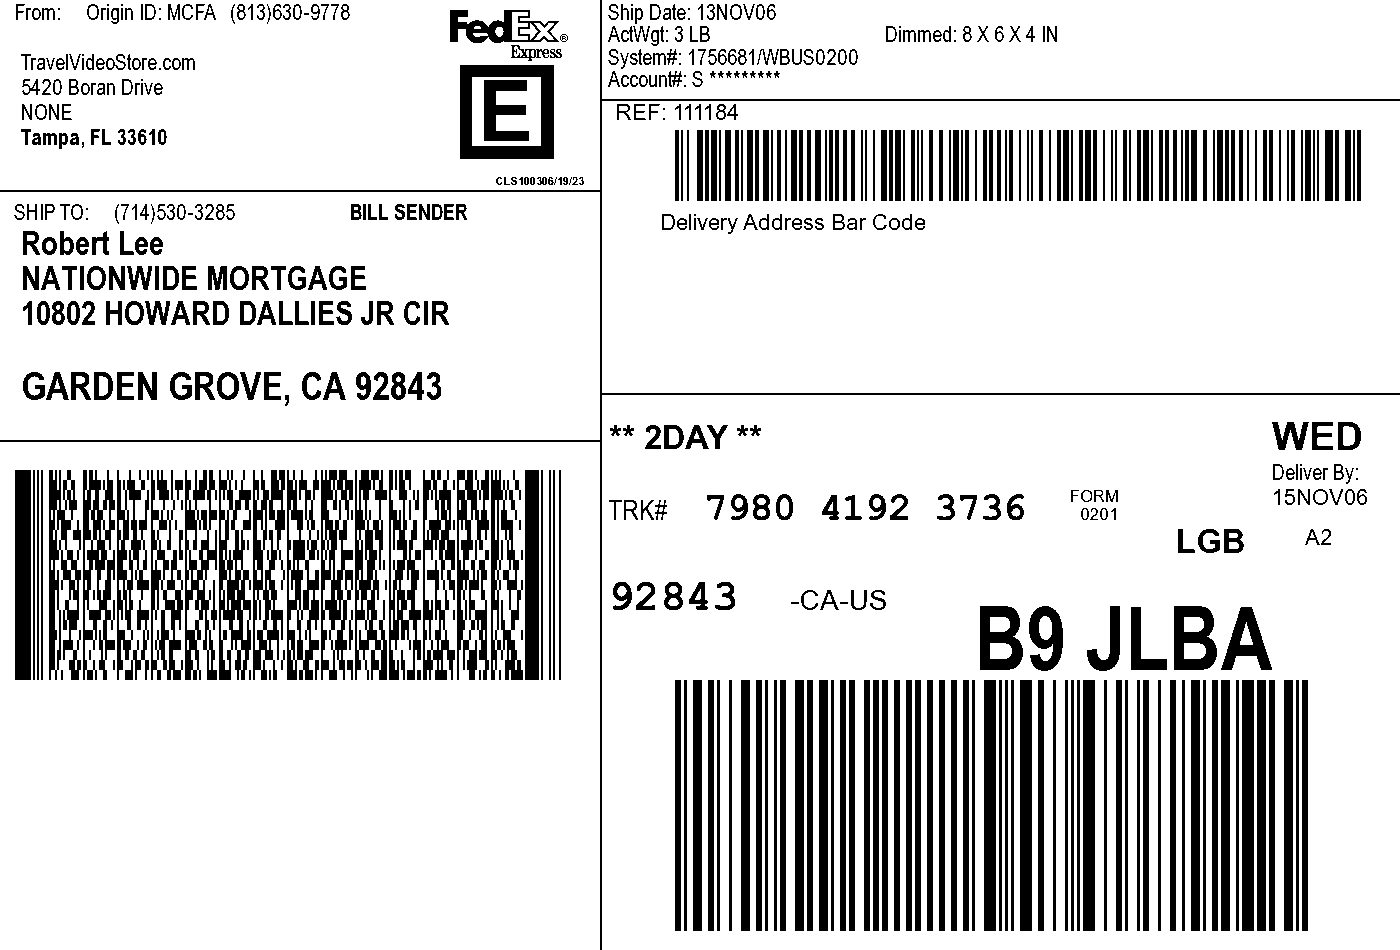 From: Origin ID: MCFA (813)630-9778
TravelVideoStore.com
5420 Boran Drive
NONE
Tampa, FL 33610
FedEx®
Express
E
CLS100306/19/23
SHIP TO: (714)530-3285 BILL SENDER
Robert Lee
NATIONWIDE MORTGAGE
10802 HOWARD DALLIES JR CIR
GARDEN GROVE, CA 92843
Ship Date: 13NOV06
ActWgt: 3 LB Dimmed: 8 X 6 X 4 IN
System#: 1756681/WBUS0200
Account#: S *********
REF: 111184
Delivery Address Bar Code
** 2DAY ** WED
Deliver By:
TRK# 7980 4192 3736 FORM 15NOV06
0201
LGB A2
92843 -CA-US
B9 JLBA